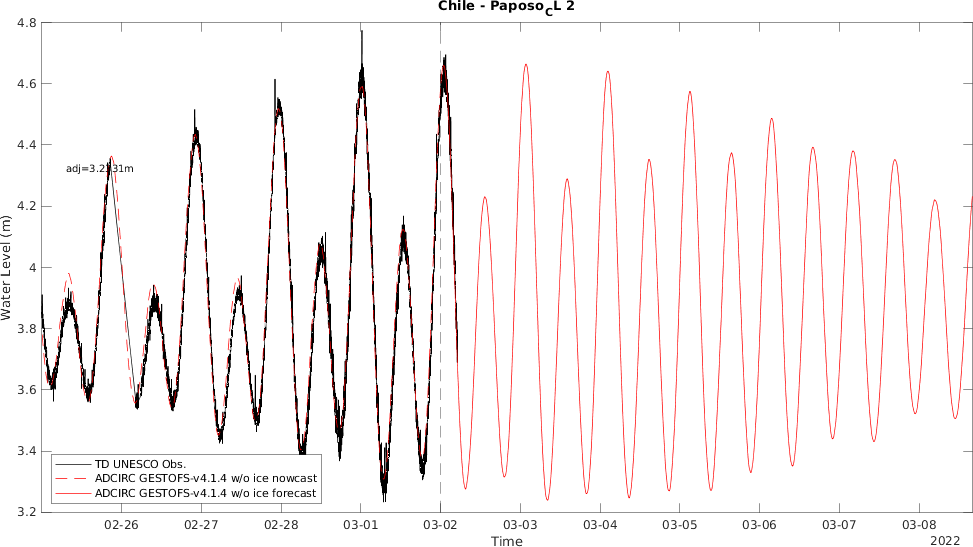 Chile - Paposo_CL 2
4.8
4.6
4.4
4.2
4
3.8
3.6
3.4
3.2
Water Level (m)
adj=3.2231m
TD UNESCO Obs.
ADCIRC GESTOFS-v4.1.4 w/o ice nowcast
ADCIRC GESTOFS-v4.1.4 w/o ice forecast
02-26 02-27 02-28 03-01 03-02 03-03 03-04 03-05 03-06 03-07 03-08
Time
2022